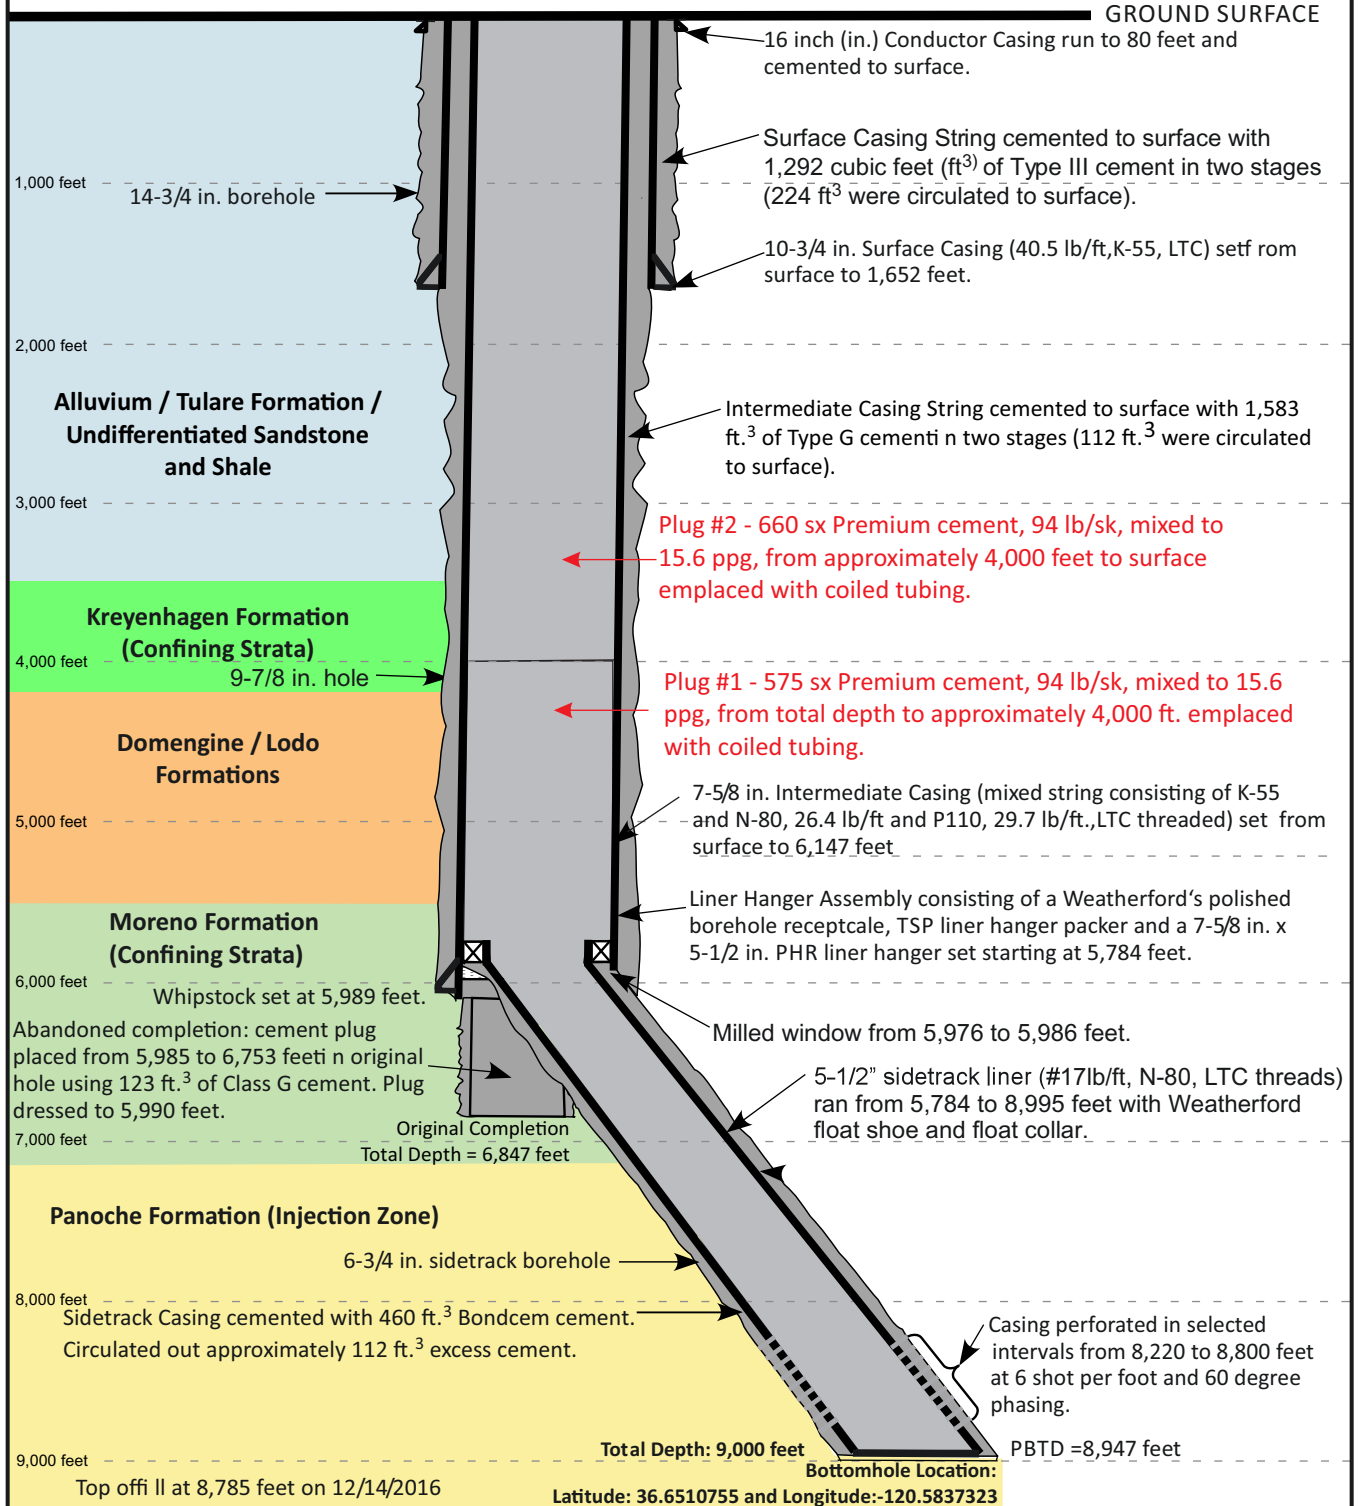 GROUND SURFACE
16 inch (in.) Conductor Casing run to 80 feet and
cemented to surface.
Surface Casing String cemented to surface with
1,292 cubic feet (ft³⁾ of Type III cement in two stages
(224 ft³ were circulated to surface).
1,000 feet
14-3/4 in. borehole
10-3/4 in. Surface Casing (40.5 lb/ft,K-55, LTC) setf rom
surface to 1,652 feet.
2,000 feet
Alluvium / Tulare Formation /
Undifferentiated Sandstone
and Shale
Intermediate Casing String cemented to surface with 1,583
ft.³ of Type G cementi n two stages (112 ft.³ were circulated
to surface).
3,000 feet
Plug #2 - 660 sx Premium cement, 94 lb/sk, mixed to
15.6 ppg, from approximately 4,000 feet to surface
emplaced with coiled tubing.
Kreyenhagen Formation
(Confining Strata)
4,000 feet
9-7/8 in. hole
Plug #1 - 575 sx Premium cement, 94 lb/sk, mixed to 15.6
ppg, from total depth to approximately 4,000 ft. emplaced
with coiled tubing.
Domengine / Lodo
Formations
7-5/8 in. Intermediate Casing (mixed string consisting of K-55
and N-80, 26.4 lb/ft and P110, 29.7 lb/ft.,LTC threaded) set from
surface to 6,147 feet
5,000 feet
Liner Hanger Assembly consisting of a Weatherford‘s polished
borehole receptcale, TSP liner hanger packer and a 7-5/8 in. x
5-1/2 in. PHR liner hanger set starting at 5,784 feet.
Moreno Formation
(Confining Strata)
6,000 feet
Whipstock set at 5,989 feet.
Milled window from 5,976 to 5,986 feet.
Abandoned completion: cement plug
placed from 5,985 to 6,753 feeti n original
hole using 123 ft.³ of Class G cement. Plug
dressed to 5,990 feet.
5-1/2” sidetrack liner (#17lb/ft, N-80, LTC threads)
ran from 5,784 to 8,995 feet with Weatherford
float shoe and float collar.
7,000 feet
Original Completion
Total Depth = 6,847 feet
Panoche Formation (Injection Zone)
6-3/4 in. sidetrack borehole
8,000 feet
Sidetrack Casing cemented with 460 ft.³ Bondcem cement.
Circulated out approximately 112 ft.³ excess cement.
Casing perforated in selected
intervals from 8,220 to 8,800 feet
at 6 shot per foot and 60 degree
phasing.
Total Depth: 9,000 feet
PBTD =8,947 feet
9,000 feet
Top offi ll at 8,785 feet on 12/14/2016
Bottomhole Location:
Latitude: 36.6510755 and Longitude:-120.5837323